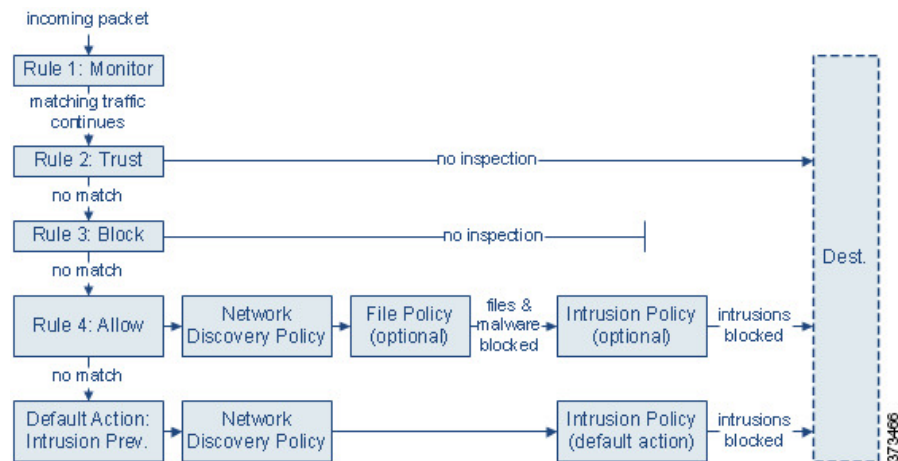 incoming packet
Rule 1: Monitor
matching traffic
continues
Rule 2: Trust
no inspection
no match
Rule 3: Block
no inspection
no match
Rule 4: Allow
Network
Discovery Policy
File Policy
(optional)
files &
malware
blocked
Intrusion Policy
(optional)
intrusions
blocked
no match
Default Action:
Intrusion Prev.
Network
Discovery Policy
Intrusion Policy
(default action)
intrusions
blocked
Dest.
373466